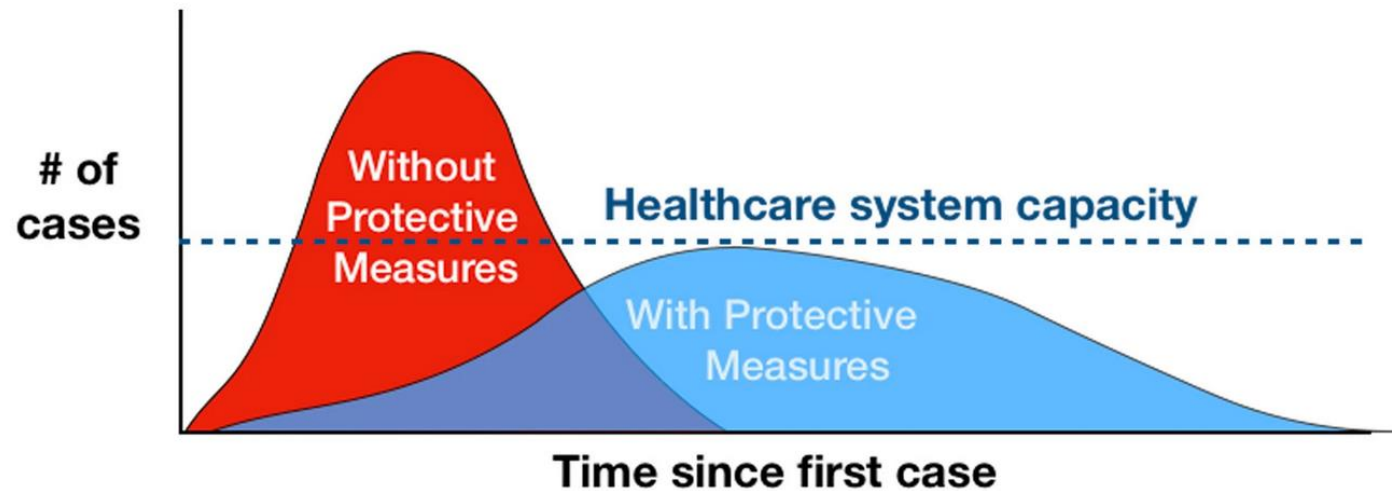 # of
cases
Without
Protective
Measures
Healthcare system capacity
With Protective
Measures
Time since first case